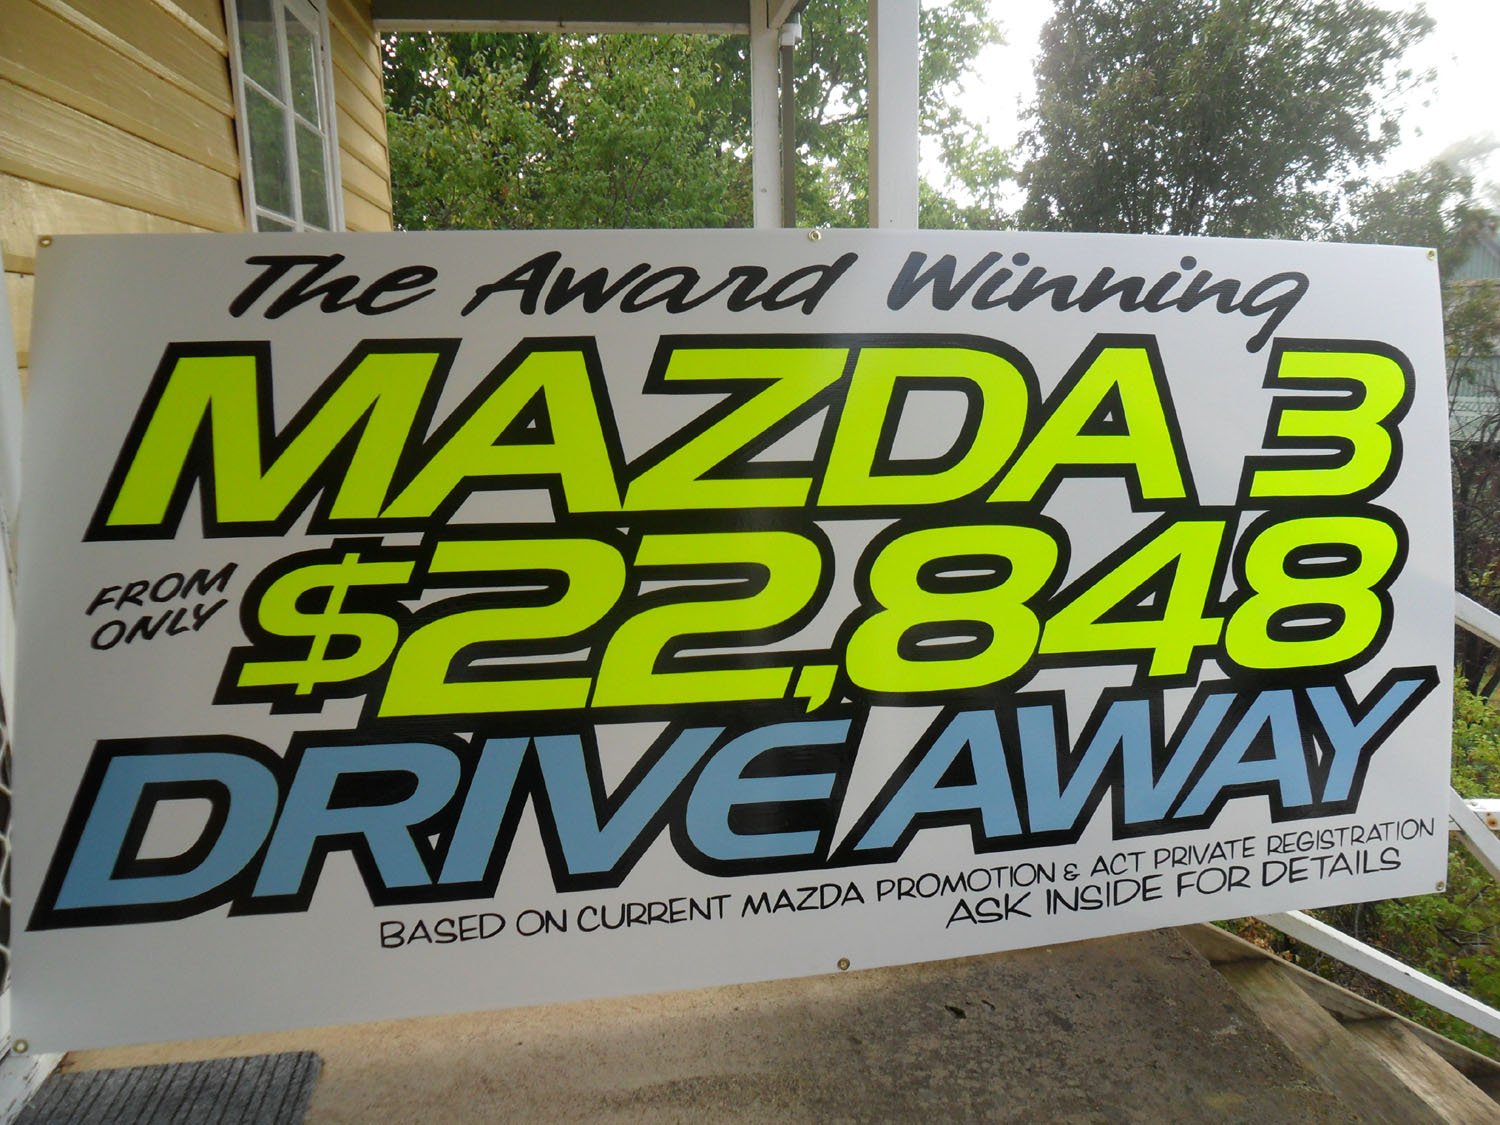 The Award Winning
MAZDA 3
FROM ONLY $22,848
DRIVE AWAY
BASED ON CURRENT MAZDA PROMOTION & ACT PRIVATE REGISTRATION
ASK INSIDE FOR DETAILS